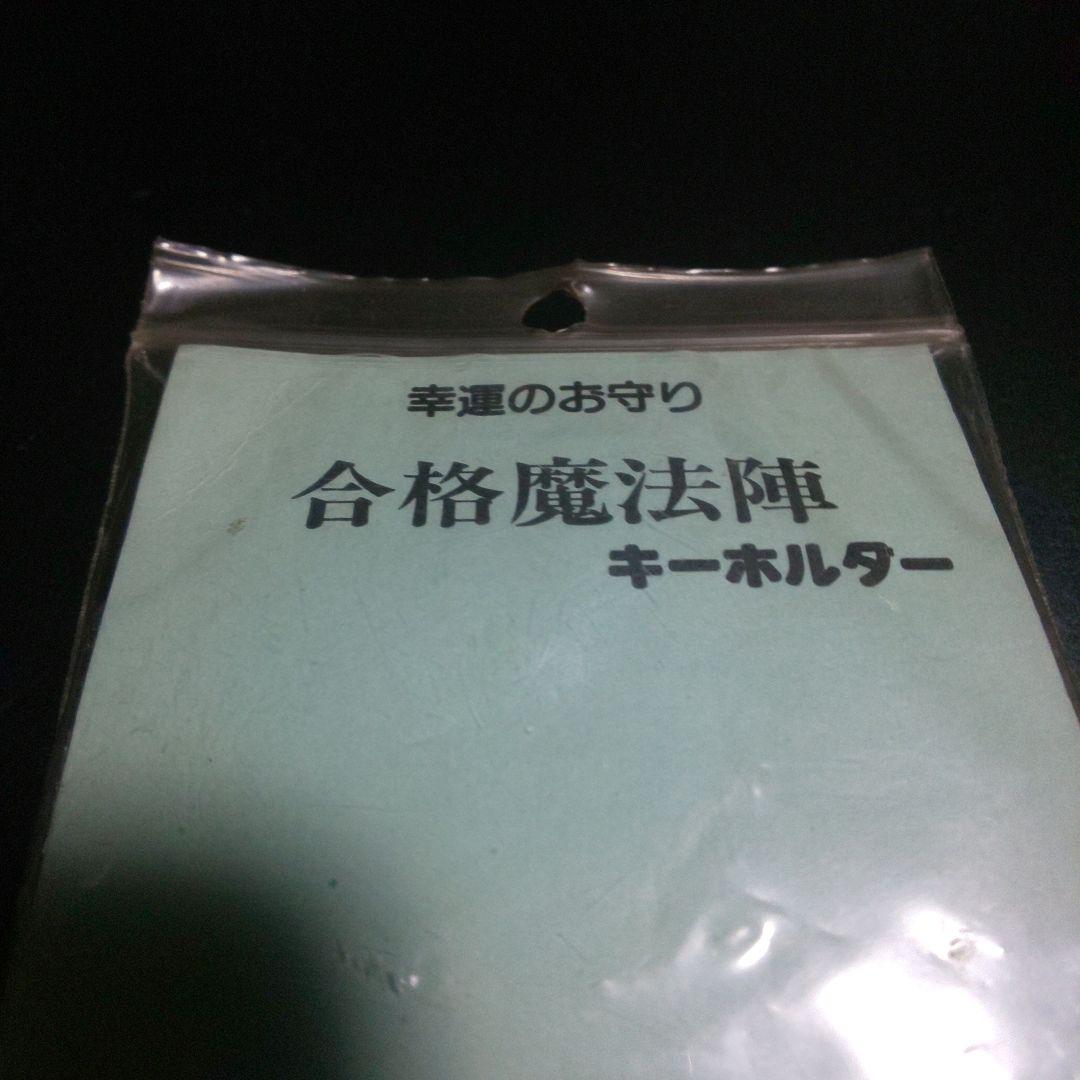 幸運のお守り
合格魔法陣
キーホルダー